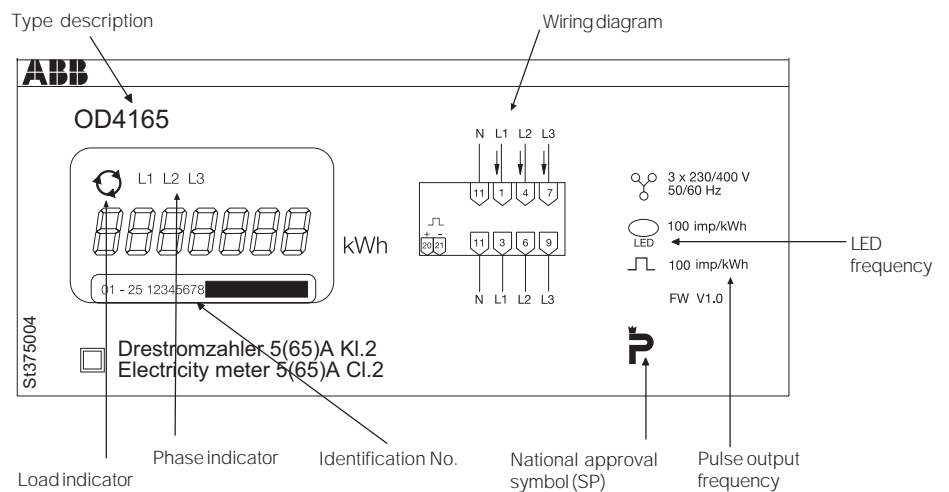 Type description
Wiring diagram
ABB
OD4165
N L1 L2 L3
L1 L2 L3
11 1 4 7
3 x 230/400 V
50/60 Hz
100 imp/kWh
LED
kWh
+ -
20 21
11 3 6 9
100 imp/kWh
LED
frequency
01 - 25 12345678
N L1 L2 L3
FW V1.0
St375004
Drestromzahler 5(65)A Kl.2
Electricity meter 5(65)A Cl.2
P
Load indicator
Phase indicator
Identification No.
National approval
symbol (SP)
Pulse output
frequency